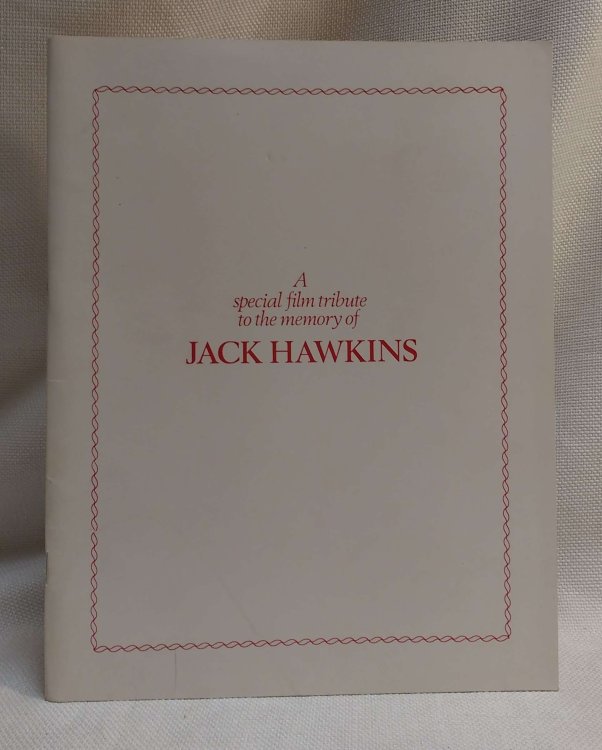 A
special film tribute
to the memory of
JACK HAWKINS